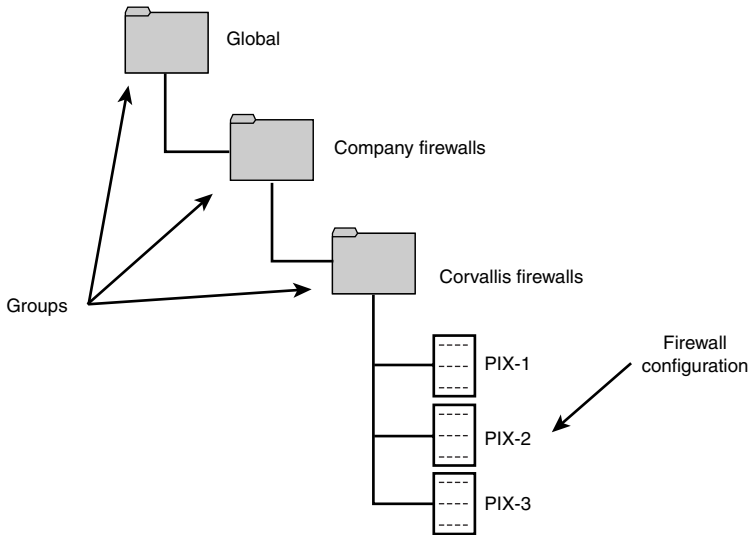 Global
Company firewalls
Corvallis firewalls
Groups
Firewall
configuration
PIX-1
PIX-2
PIX-3